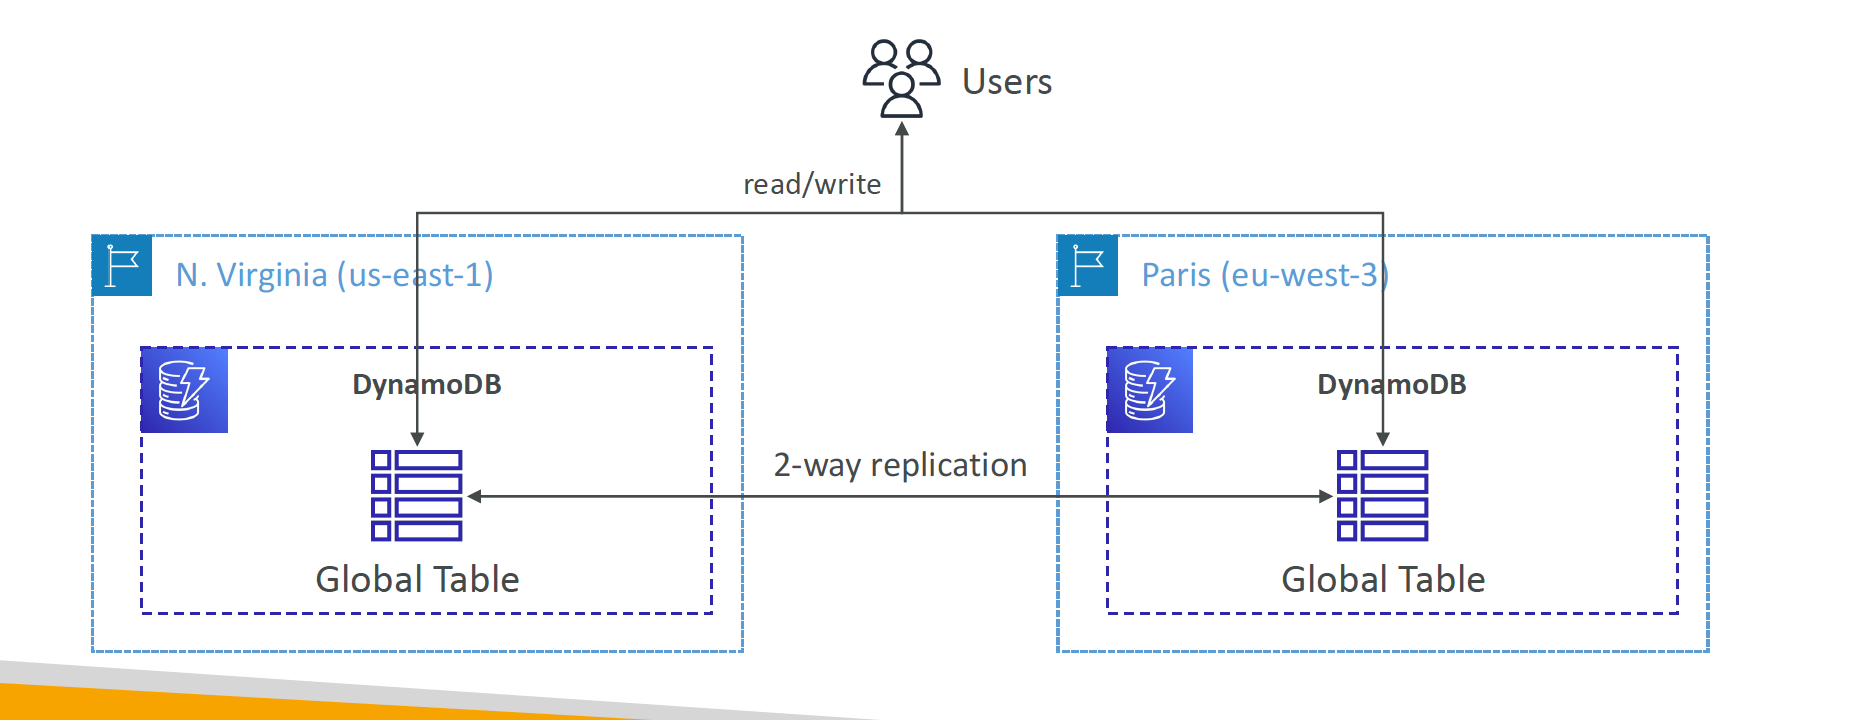 Users
read/write
N. Virginia (us-east-1)
Paris (eu-west-3)
DynamoDB
DynamoDB
2-way replication
Global Table
Global Table